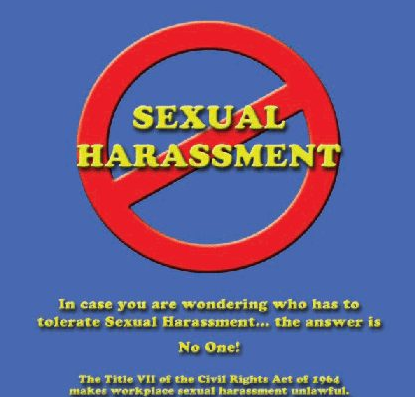 SEXUAL
HARASSMENT
In case you are wondering who has to
tolerate Sexual Harassment... the answer is
No One!
The Title VII of the Civil Rights Act of 1964
makes workplace sexual harassment unlawful.